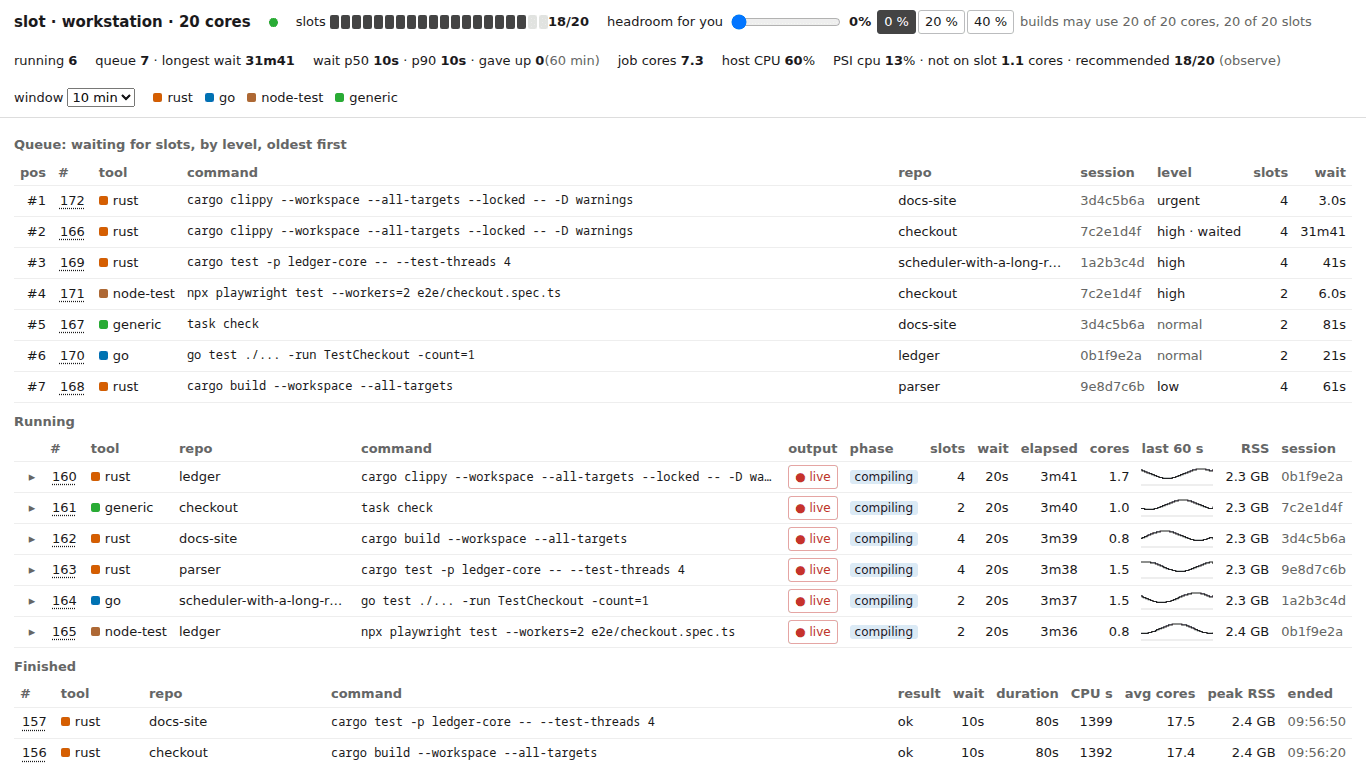 slot · workstation · 20 cores slots 18/20 headroom for you 0% 0 % 20 % 40 % builds may use 20 of 20 cores, 20 of 20 slots
running 6 queue 7 · longest wait 31m41 wait p50 10s · p90 10s · gave up 0(60 min) job cores 7.3 host CPU 60% PSI cpu 13% · not on slot 1.1 cores · recommended 18/20 (observe)
window 10 min rust go node-test generic
Queue: waiting for slots, by level, oldest first
pos # tool command repo session level slots wait
#1 172 rust cargo clippy --workspace --all-targets --locked -- -D warnings docs-site 3d4c5b6a urgent 4 3.0s
#2 166 rust cargo clippy --workspace --all-targets --locked -- -D warnings checkout 7c2e1d4f high · waited 4 31m41
#3 169 rust cargo test -p ledger-core -- --test-threads 4 scheduler-with-a-long-r… 1a2b3c4d high 4 41s
#4 171 node-test npx playwright test --workers=2 e2e/checkout.spec.ts checkout 7c2e1d4f high 2 6.0s
#5 167 generic task check docs-site 3d4c5b6a normal 2 81s
#6 170 go go test ./... -run TestCheckout -count=1 ledger 0b1f9e2a normal 2 21s
#7 168 rust cargo build --workspace --all-targets parser 9e8d7c6b low 4 61s
Running
# tool repo command output phase slots wait elapsed cores last 60 s RSS session
▸ 160 rust ledger cargo clippy --workspace --all-targets --locked -- -D wa… ● live compiling 4 20s 3m41 1.7 2.3 GB 0b1f9e2a
▸ 161 generic checkout task check ● live compiling 2 20s 3m40 1.0 2.3 GB 7c2e1d4f
▸ 162 rust docs-site cargo build --workspace --all-targets ● live compiling 4 20s 3m39 0.8 2.3 GB 3d4c5b6a
▸ 163 rust parser cargo test -p ledger-core -- --test-threads 4 ● live compiling 4 20s 3m38 1.5 2.3 GB 9e8d7c6b
▸ 164 go scheduler-with-a-long-r… go test ./... -run TestCheckout -count=1 ● live compiling 2 20s 3m37 1.5 2.3 GB 1a2b3c4d
▸ 165 node-test ledger npx playwright test --workers=2 e2e/checkout.spec.ts ● live compiling 2 20s 3m36 0.8 2.4 GB 0b1f9e2a
Finished
# tool repo command result wait duration CPU s avg cores peak RSS ended
157 rust docs-site cargo test -p ledger-core -- --test-threads 4 ok 10s 80s 1399 17.5 2.4 GB 09:56:50
156 rust checkout cargo build --workspace --all-targets ok 10s 80s 1392 17.4 2.4 GB 09:56:20